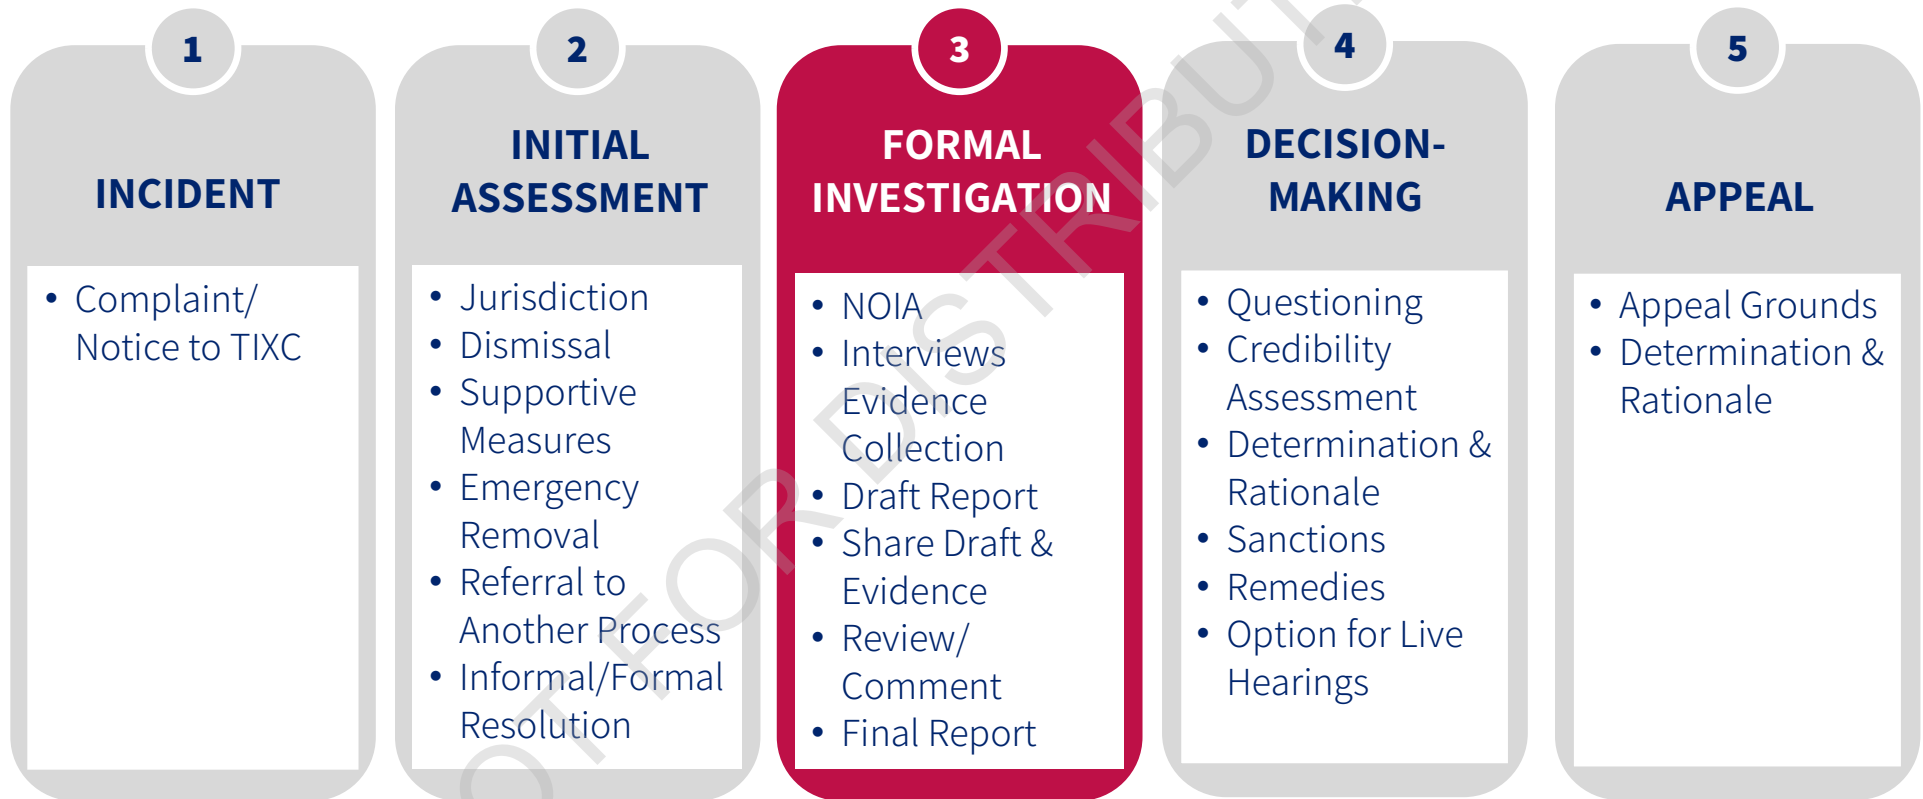 1
INCIDENT
• Complaint/
Notice to TIXC
2
INITIAL
ASSESSMENT
• Jurisdiction
• Dismissal
• Supportive
Measures
• Emergency
Removal
• Referral to
Another Process
• Informal/Formal
Resolution
3
FORMAL
INVESTIGATION
• NOIA
• Interviews
Evidence
Collection
• Draft Report
• Share Draft &
Evidence
• Review/
Comment
• Final Report
4
DECISION-
MAKING
• Questioning
• Credibility
Assessment
• Determination &
Rationale
• Sanctions
• Remedies
• Option for Live
Hearings
5
APPEAL
• Appeal Grounds
• Determination &
Rationale
OT FOR DISTRIBUT